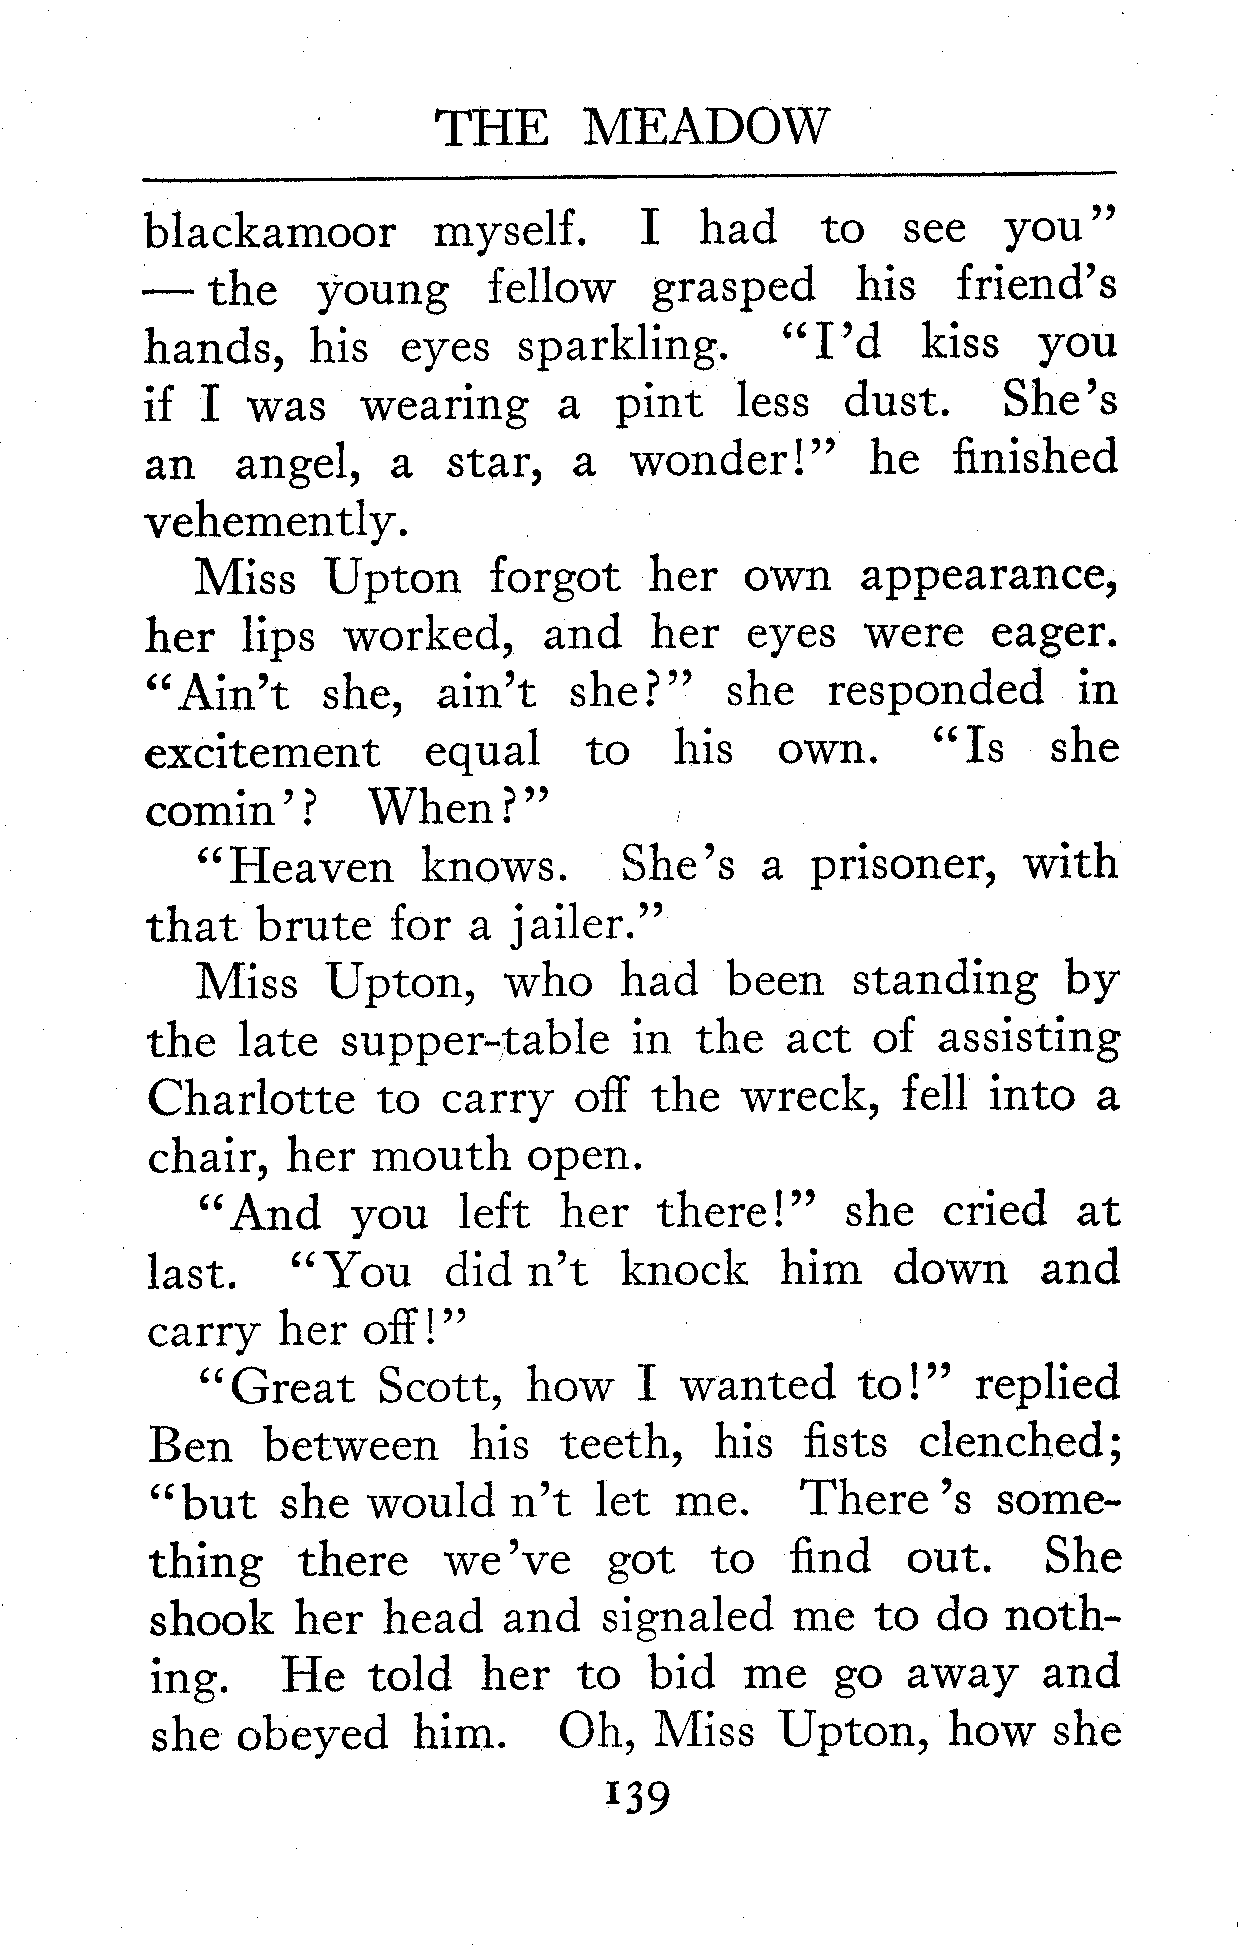 THE MEADOW
blackamoor myself. I had to see you"
— the young fellow grasped his friend's
hands, his eyes sparkling. "I'd kiss you
if I was wearing a pint less dust. She's
an angel, a star, a wonder!" he finished
vehemently.
Miss Upton forgot her own appearance,
her lips worked, and her eyes were eager.
"Ain't she, ain't she?" she responded in
excitement equal to his own. "Is she
comin'? When?"
"Heaven knows. She's a prisoner, with
that brute for a jailer."
Miss Upton, who had been standing by
the late supper-table in the act of assisting
Charlotte to carry off the wreck, fell into a
chair, her mouth open.
"And you left her there!" she cried at
last. "You did n't knock him down and
carry her off!"
"Great Scott, how I wanted to!" replied
Ben between his teeth, his fists clenched;
"but she would n't let me. There 's some-
thing there we 've got to find out. She
shook her head and signaled me to do noth-
ing. He told her to bid me go away and
she obeyed him. Oh, Miss Upton, how she
139